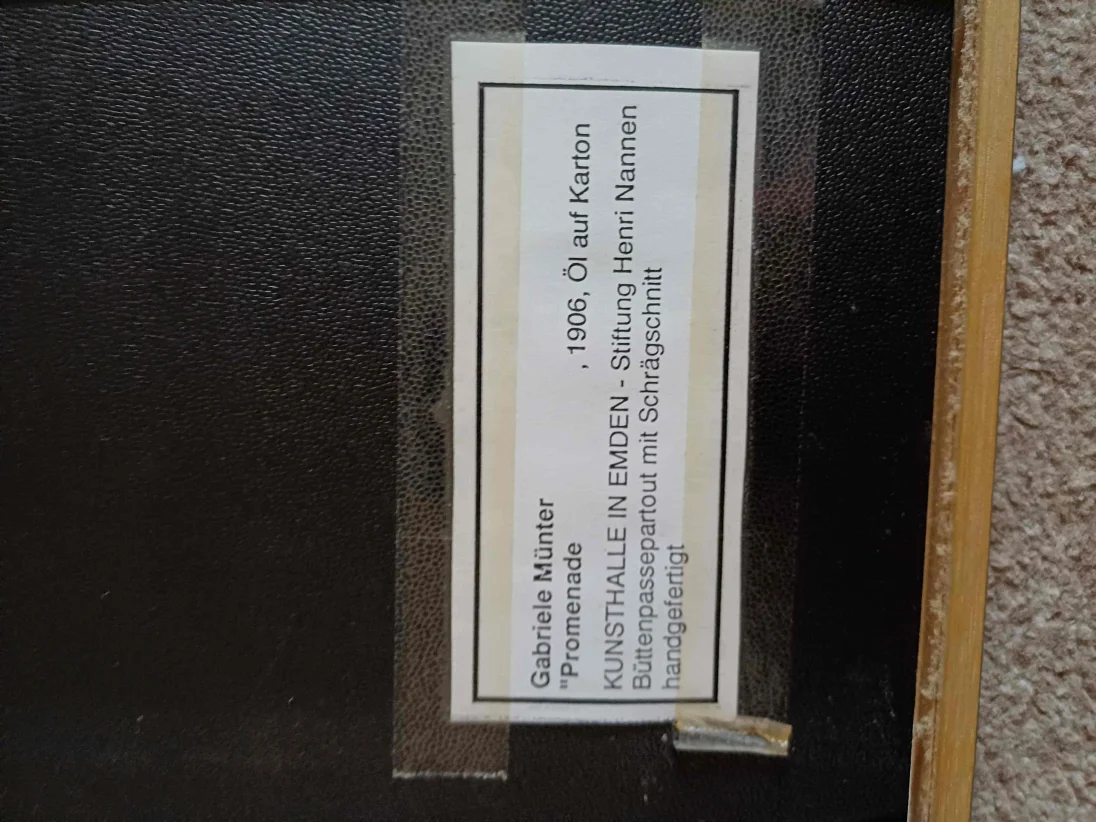 Gabriele Münter
"Promenade , 1906, Öl auf Karton
KUNSTHALLE IN EMDEN - Stiftung Henri Nannen
Büttenpassepartout mit Schrägschnitt
handgefertigt